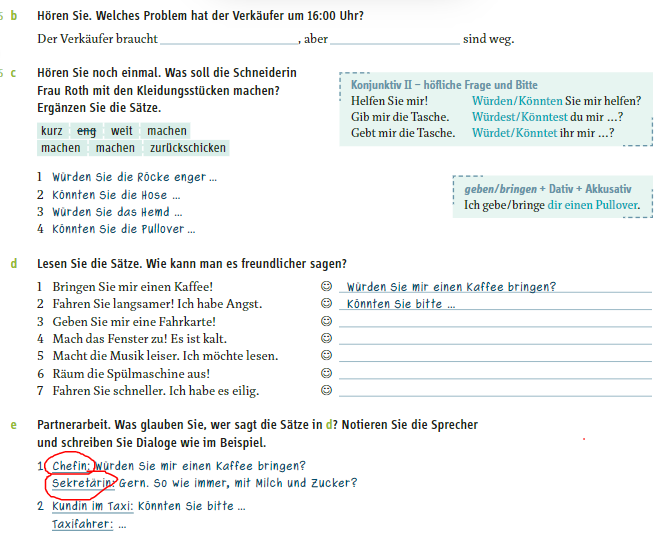 b Hören Sie. Welches Problem hat der Verkäufer um 16:00 Uhr?
Der Verkäufer braucht ____________________, aber ____________________ sind weg.
c Hören Sie noch einmal. Was soll die Schneiderin
Frau Roth mit den Kleidungsstücken machen?
Ergänzen Sie die Sätze.
kurz eng weit machen
machen machen zurückschicken
1 Würden Sie die Röcke enger ...
2 Könnten Sie die Hose ...
3 Würden Sie das Hemd ...
4 Könnten Sie die Pullover ...
Konjunktiv II – höfliche Frage und Bitte
Helfen Sie mir! Würden/Könnten Sie mir helfen?
Gib mir die Tasche. Würdest/Könntest du mir ...?
Gebt mir die Tasche. Würdet/Könntet ihr mir ...?
geben/bringen + Dativ + Akkusativ
Ich gebe/bringe dir einen Pullover.
d Lesen Sie die Sätze. Wie kann man es freundlicher sagen?
1 Bringen Sie mir einen Kaffee! ☺ Würden Sie mir einen Kaffee bringen?
2 Fahren Sie langsamer! Ich habe Angst. ☺ Könnten Sie bitte ...
3 Geben Sie mir eine Fahrkarte! ☺
4 Mach das Fenster zu! Es ist kalt. ☺
5 Macht die Musik leiser. Ich möchte lesen. ☺
6 Räum die Spülmaschine aus! ☺
7 Fahren Sie schneller. Ich habe es eilig. ☺
e Partnerarbeit. Was glauben Sie, wer sagt die Sätze in d? Notieren Sie die Sprecher
und schreiben Sie Dialoge wie im Beispiel.
1 Chefin: Würden Sie mir einen Kaffee bringen?
Sekretärin: Gern. So wie immer, mit Milch und Zucker?
2 Kundin im Taxi: Könnten Sie bitte ...
Taxifahrer: ...